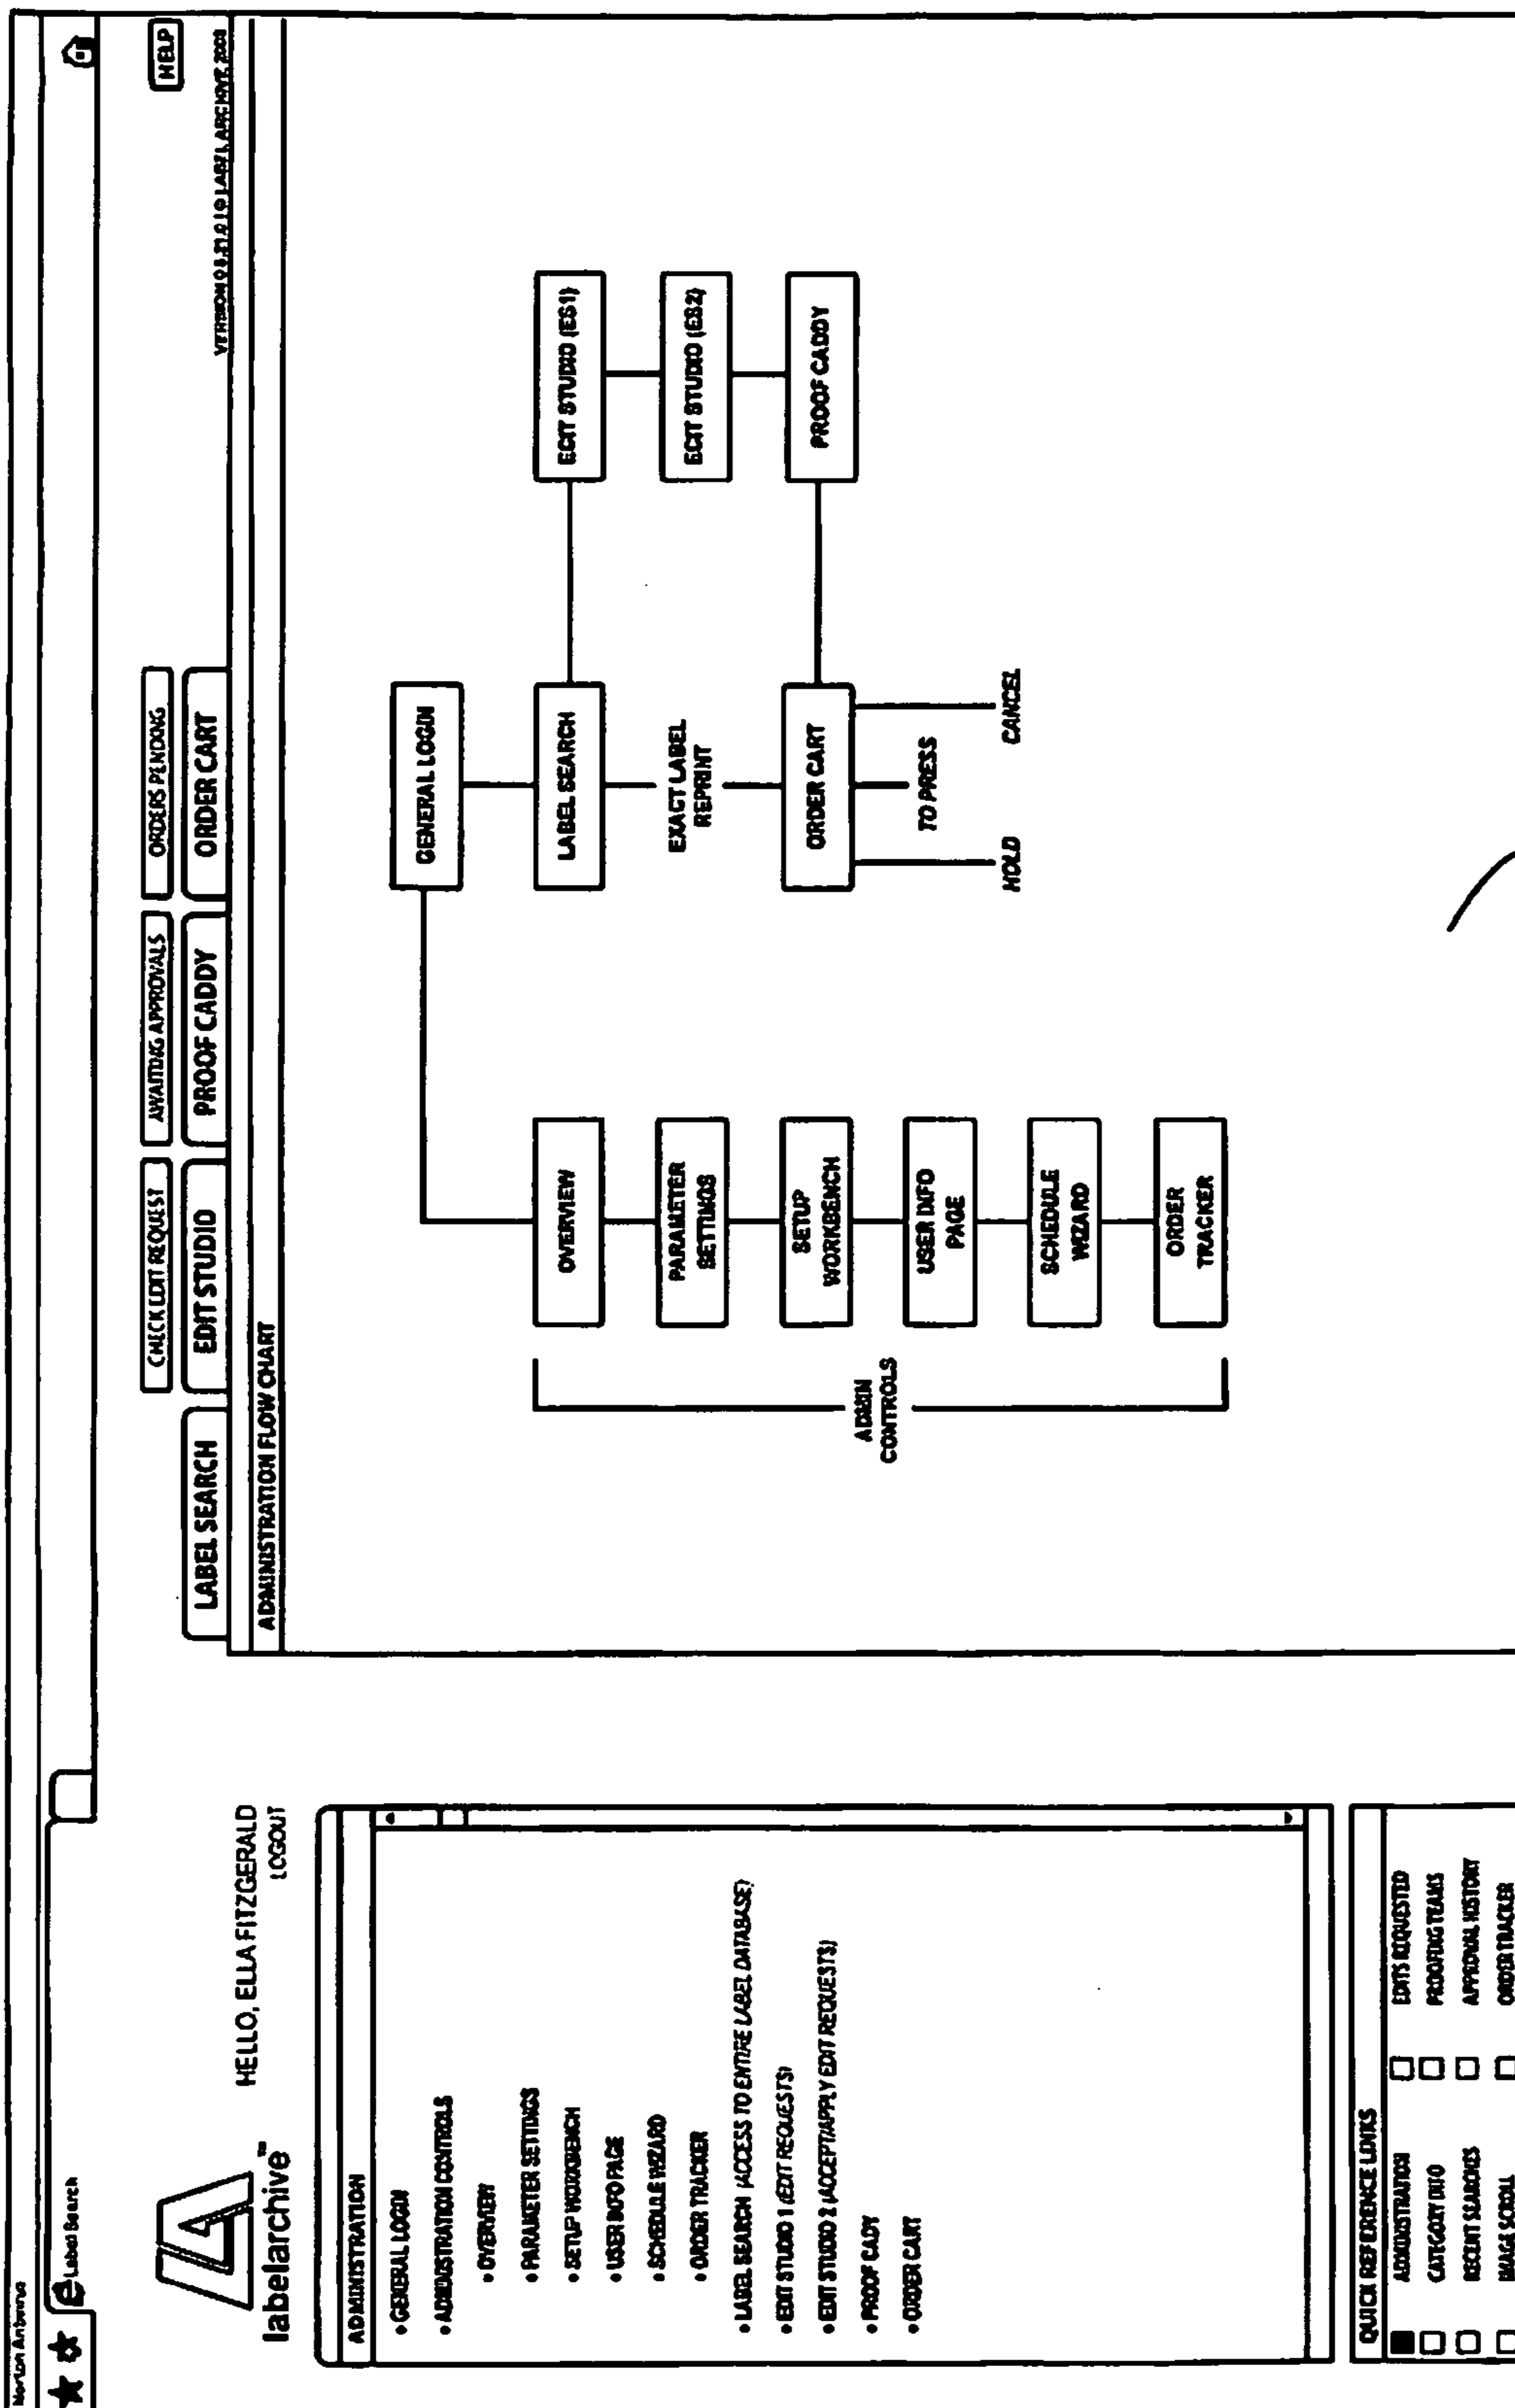 Norton Antivirus
Label Search
labelarchive™
HELLO, ELLA FITZGERALD
LOGOUT
HELP
CHECK EDIT REQUEST
AWAITING APPROVALS
ORDERS PENDING
LABEL SEARCH
EDIT STUDIO
PROOF CADDY
ORDER CART
ADMINISTRATION
• GENERAL LOGIN
• ADMINISTRATION CONTROLS
• OVERVIEW
• PARAMETER SETTINGS
• SETUP WORKBENCH
• USER INFO PAGE
• SCHEDULE WIZARD
• ORDER TRACKER
• LABEL SEARCH (ACCESS TO ENTIRE LABEL DATABASE)
• EDIT STUDIO 1 (EDIT REQUESTS)
• EDIT STUDIO 2 (ACCEPT/APPLY EDIT REQUESTS)
• PROOF CADY
• ORDER CART
QUICK REFERENCE LINKS
ADMINISTRATION
EDITS REQUESTED
CATEGORY DUO
PROOFING TEAMS
RECENT SEARCHES
APPROVAL HISTORY
IMAGE SCROLL
ORDER TRACKER
ADMINISTRATION FLOW CHART
GENERAL LOGIN
OVERVIEW
LABEL SEARCH
EDIT STUDIO (ES1)
PARAMETER
SETTINGS
EXACT LABEL
REPRINT
EDIT STUDIO (ES2)
SETUP
WORKBENCH
ORDER CART
PROOF CADDY
ADMIN
CONTROLS
USER INFO
PAGE
TO PRESS
HOLD
CANCEL
SCHEDULE
WIZARD
ORDER
TRACKER